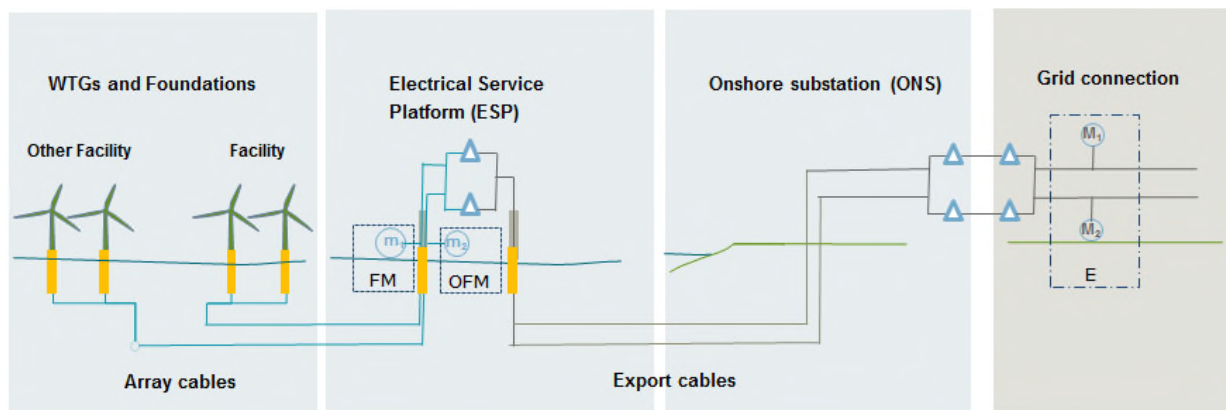 WTGs and Foundations
Other Facility
Facility
Array cables
Electrical Service
Platform (ESP)
m1
m2
FM
OFM
Export cables
Onshore substation (ONS)
Grid connection
M1
M2
E